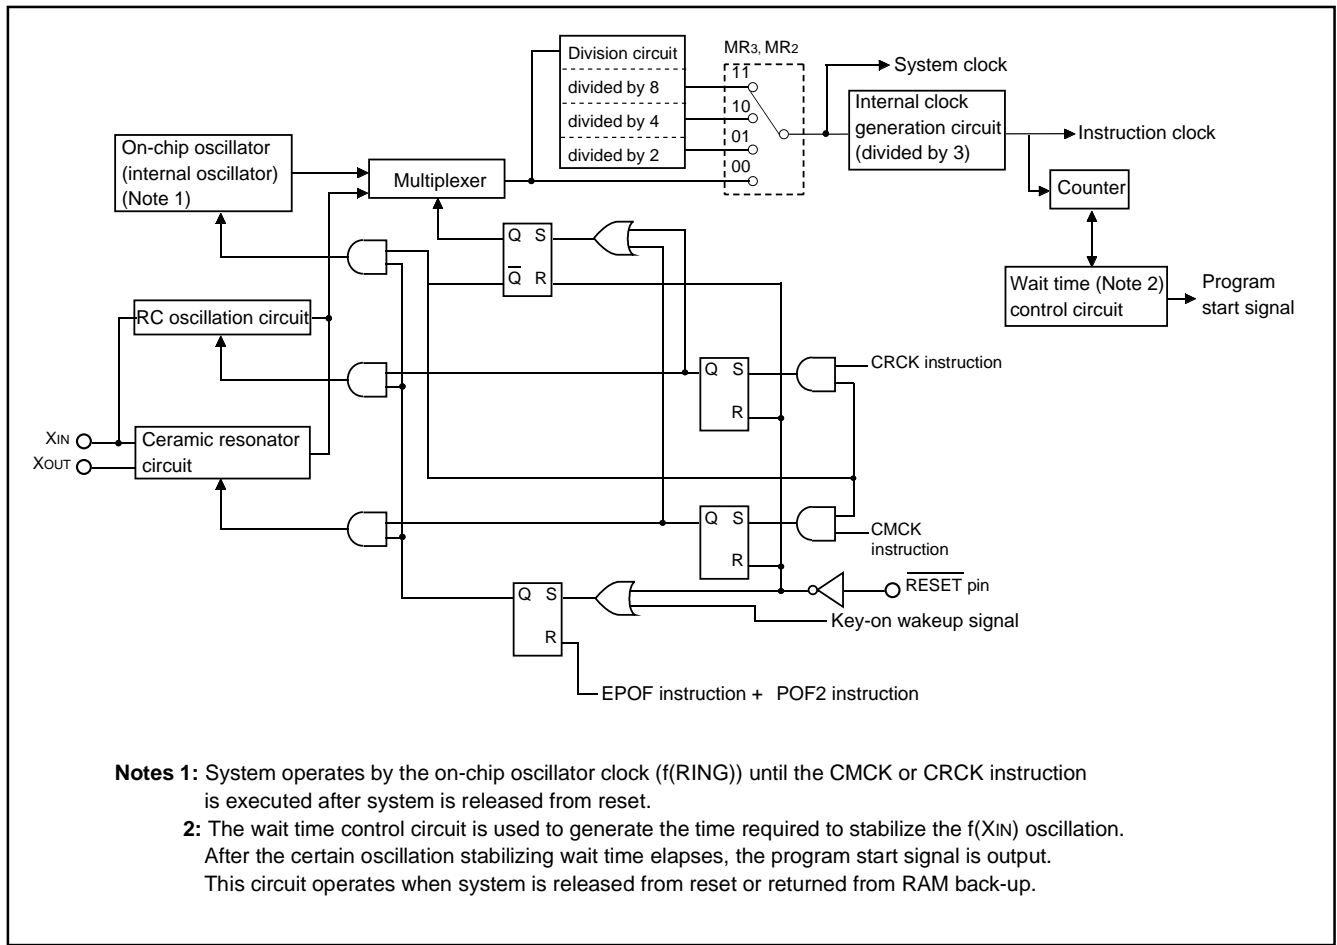 Division circuit
divided by 8
divided by 4
divided by 2
MR3, MR2
11
10
01
00
System clock
Internal clock
generation circuit
(divided by 3)
Instruction clock
Counter
Wait time (Note 2)
control circuit
Program
start signal
On-chip oscillator
(internal oscillator)
(Note 1)
Multiplexer
Q S
Q̅ R
RC oscillation circuit
Q S
R
CRCK instruction
XIN
XOUT
Ceramic resonator
circuit
Q S
R
CMCK
instruction
R̅E̅S̅E̅T̅ pin
Q S
R
Key-on wakeup signal
EPOF instruction + POF2 instruction
Notes 1: System operates by the on-chip oscillator clock (f(RING)) until the CMCK or CRCK instruction
is executed after system is released from reset.
2: The wait time control circuit is used to generate the time required to stabilize the f(XIN) oscillation.
After the certain oscillation stabilizing wait time elapses, the program start signal is output.
This circuit operates when system is released from reset or returned from RAM back-up.